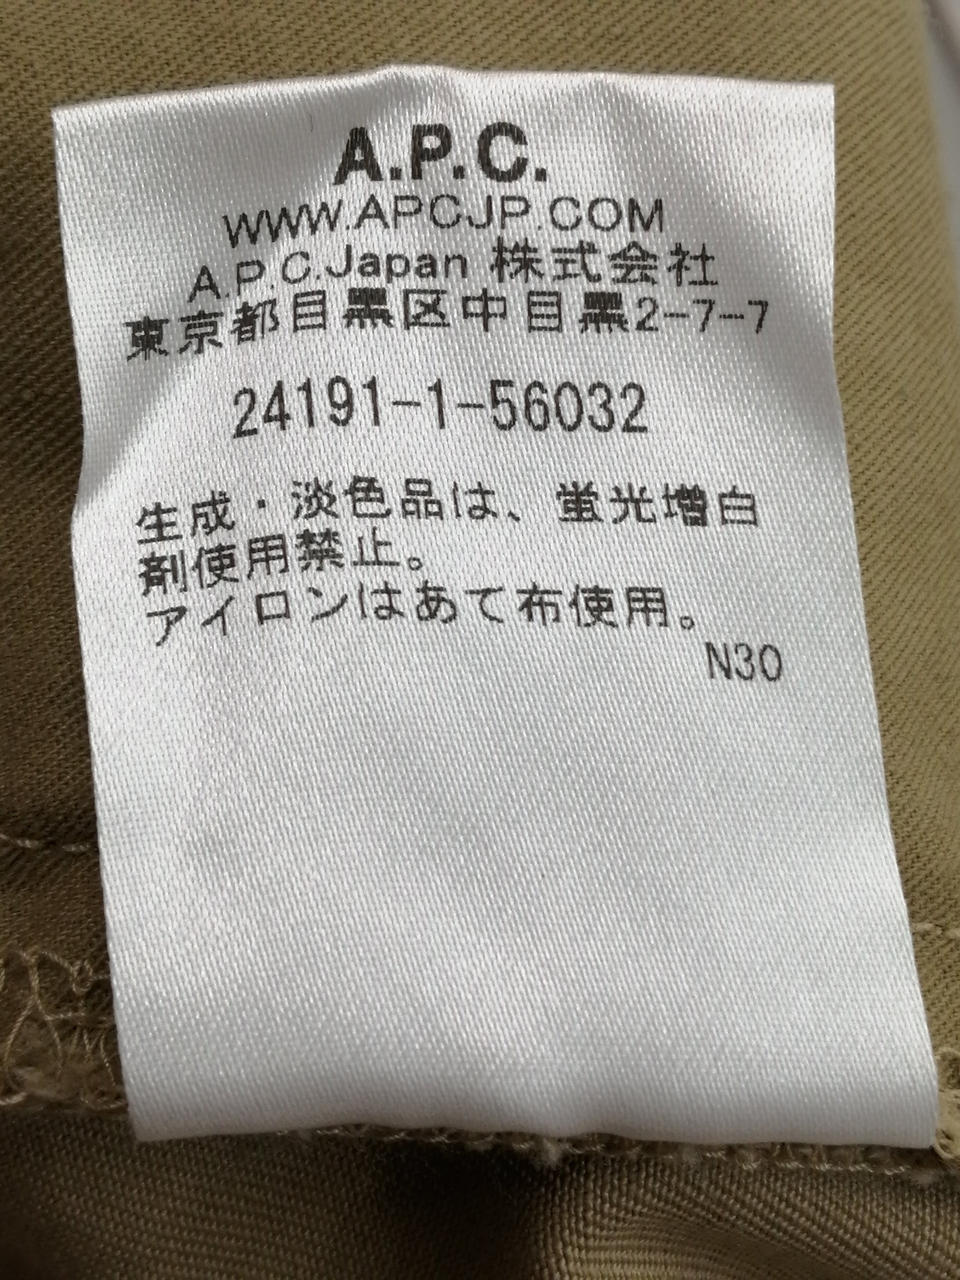 A.P.C.
WWW.APCJP.COM
A.P.C.Japan 株式会社
東京都目黒区中目黒2-7-7
24191-1-56032
生成・淡色品は、蛍光増白
剤使用禁止。
アイロンはあて布使用。
N30